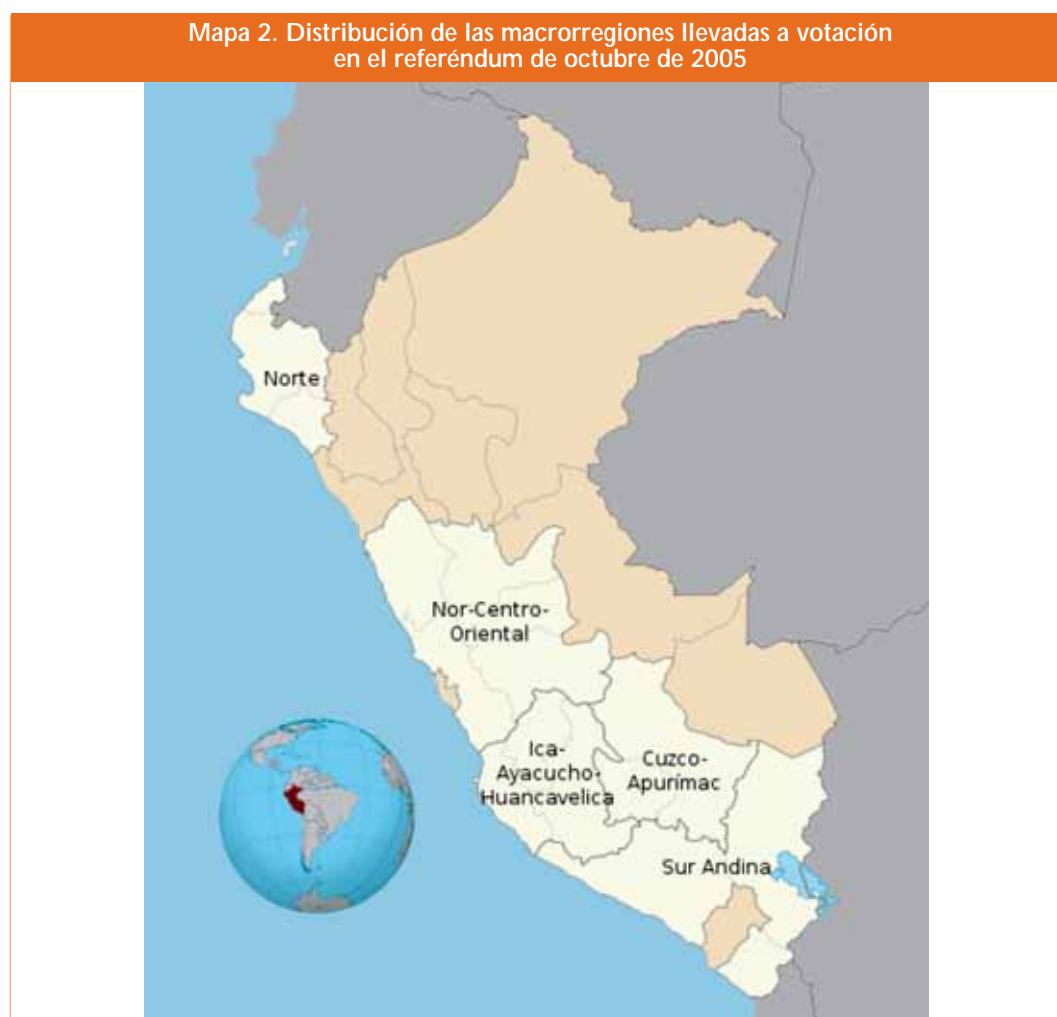 Mapa 2. Distribución de las macrorregiones llevadas a votación
en el referéndum de octubre de 2005
Norte
Nor-Centro-
Oriental
Ica-
Ayacucho-
Huancavelica
Cuzco-
Apurímac
Sur Andina